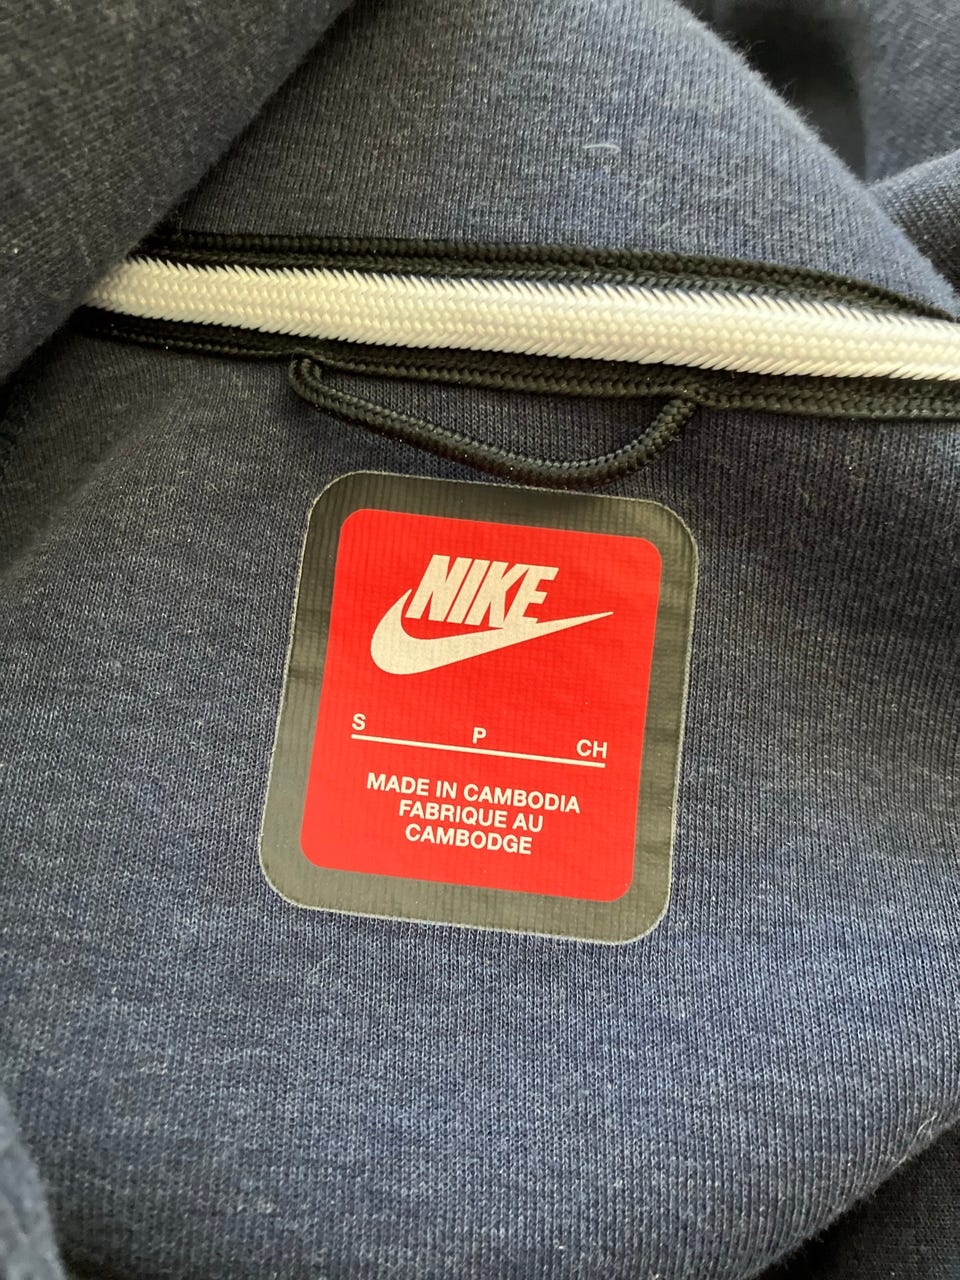 NIKE
S P CH
MADE IN CAMBODIA
FABRIQUE AU
CAMBODGE